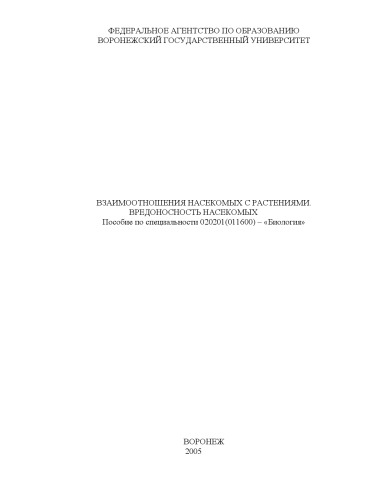 ФЕДЕРАЛЬНОЕ АГЕНТСТВО ПО ОБРАЗОВАНИЮ
ВОРОНЕЖСКИЙ ГОСУДАРСТВЕННЫЙ УНИВЕРСИТЕТ
ВЗАИМООТНОШЕНИЯ НАСЕКОМЫХ С РАСТЕНИЯМИ.
ВРЕДОНОСНОСТЬ НАСЕКОМЫХ
Пособие по специальности 020201(011600) – «Биология»
ВОРОНЕЖ
2005